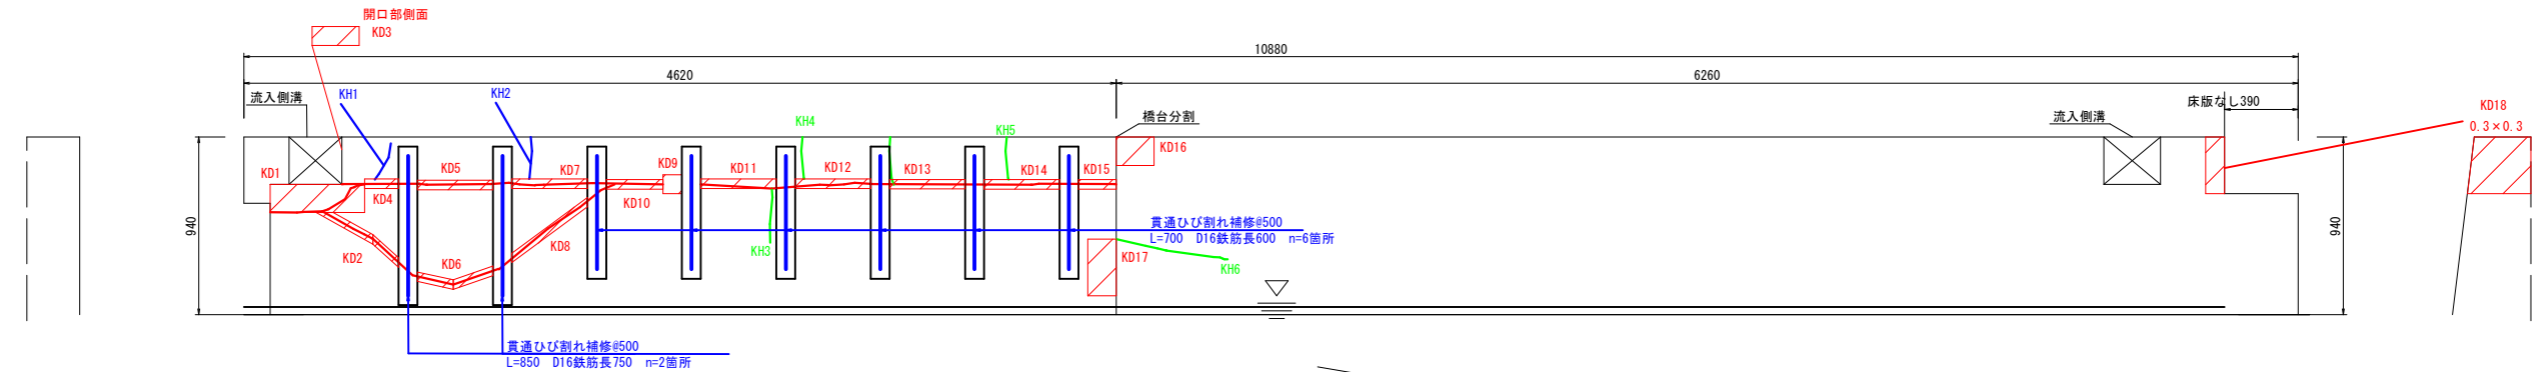 開口部側面
KD3
10880
4620
6260
流入側溝
KH1
KH2
KH4
KH5
橋台分割
流入側溝
床版なし390
KD18
0.3×0.3
KD1
KD4
KD5
KD7
KD9
KD11
KD12
KD13
KD14
KD15
KD16
KD10
940
KD2
KD6
KD8
KH3
貫通ひび割れ補修@500
L=700 D16鉄筋長600 n=6箇所
KD17
KH6
940
貫通ひび割れ補修@500
L=850 D16鉄筋長750 n=2箇所